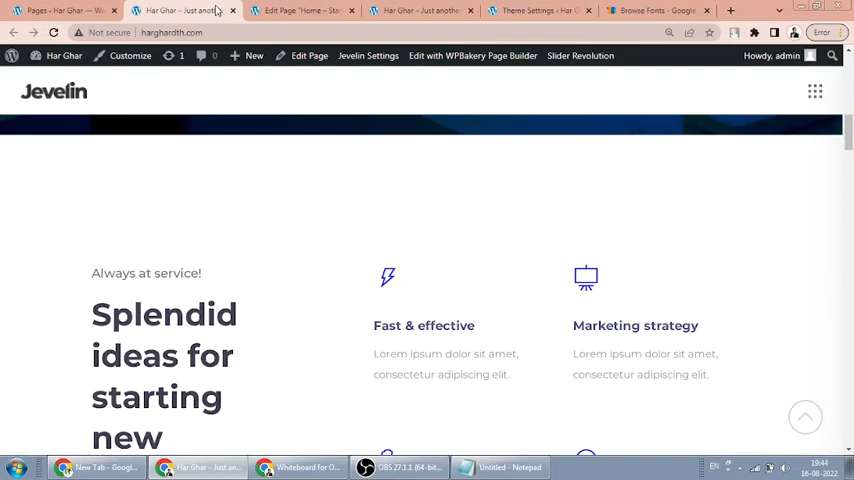 Pages ‹ Har Ghar — W
Har Ghar – Just anot
Edit Page "Home – Sta
Har Ghar – Just anothe
Theme Settings ‹ Har G
Browse Fonts - Google
Not secure
harghardth.com
Error
Har Ghar
Customize
1
0
New
Edit Page
Jevelin Settings
Edit with WPBakery Page Builder
Slider Revolution
Howdy, admin
Jevelin
Always at service!
Splendid
ideas for
starting
new
Fast & effective
Lorem ipsum dolor sit amet,
consectetur adipiscing elit.
Marketing strategy
Lorem ipsum dolor sit amet,
consectetur adipiscing elit.
New Tab - Googl...
Har Ghar – Just an...
Whiteboard for O...
OBS 27.1.1 (64-bit...
Untitled - Notepad
EN
19:44
16-08-2022